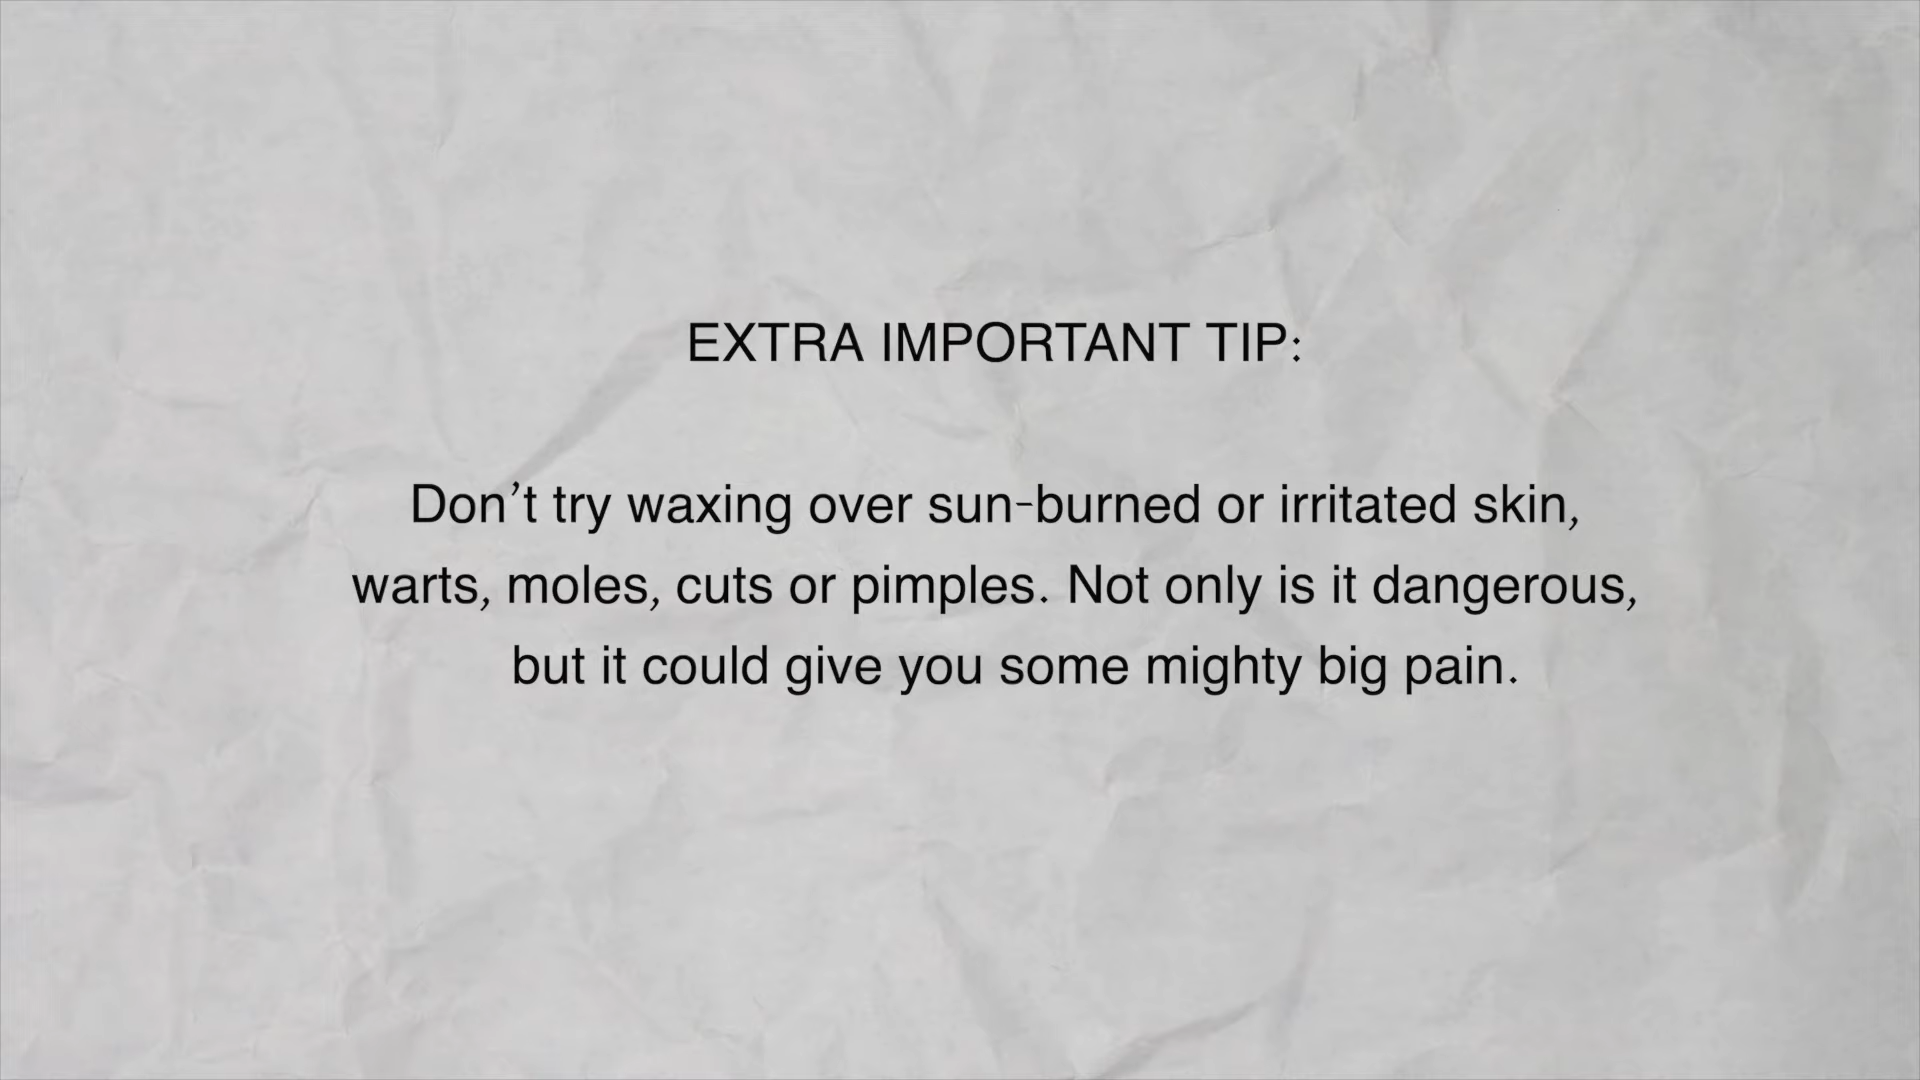 EXTRA IMPORTANT TIP:
Don’t try waxing over sun-burned or irritated skin,
warts, moles, cuts or pimples. Not only is it dangerous,
but it could give you some mighty big pain.